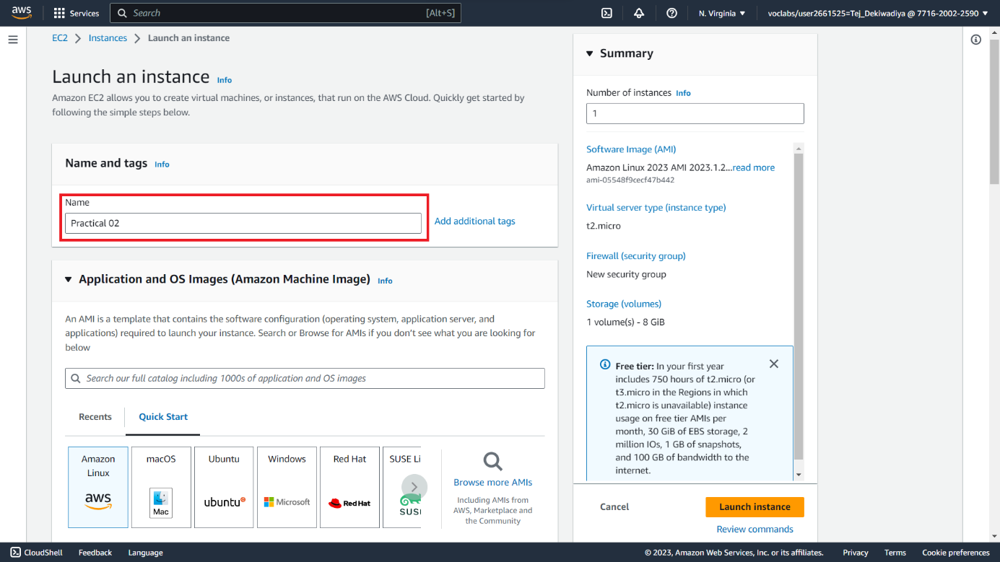 aws
Services
Search
[Alt+S]
N. Virginia
voclabs/user2661525=Tej_Dekiwadiya @ 7716-2002-2590
EC2
Instances
Launch an instance
Launch an instance Info
Amazon EC2 allows you to create virtual machines, or instances, that run on the AWS Cloud. Quickly get started by
following the simple steps below.
Name and tags Info
Name
Practical 02
Add additional tags
Application and OS Images (Amazon Machine Image) Info
An AMI is a template that contains the software configuration (operating system, application server, and
applications) required to launch your instance. Search or Browse for AMIs if you don't see what you are looking for
below
Search our full catalog including 1000s of application and OS images
Recents
Quick Start
Amazon
Linux
aws
macOS
Mac
Ubuntu
ubuntu
Windows
Microsoft
Red Hat
Red Hat
SUSE Li
SUS
Browse more AMIs
Including AMIs from
AWS, Marketplace and
the Community
Summary
Number of instances Info
1
Software Image (AMI)
Amazon Linux 2023 AMI 2023.1.2...read more
ami-05548f9cecf47b442
Virtual server type (instance type)
t2.micro
Firewall (security group)
New security group
Storage (volumes)
1 volume(s) - 8 GiB
Free tier: In your first year
includes 750 hours of t2.micro (or
t3.micro in the Regions in which
t2.micro is unavailable) instance
usage on free tier AMIs per
month, 30 GiB of EBS storage, 2
million IOs, 1 GB of snapshots,
and 100 GB of bandwidth to the
internet.
Cancel
Launch instance
Review commands
CloudShell
Feedback
Language
© 2023, Amazon Web Services, Inc. or its affiliates.
Privacy
Terms
Cookie preferences